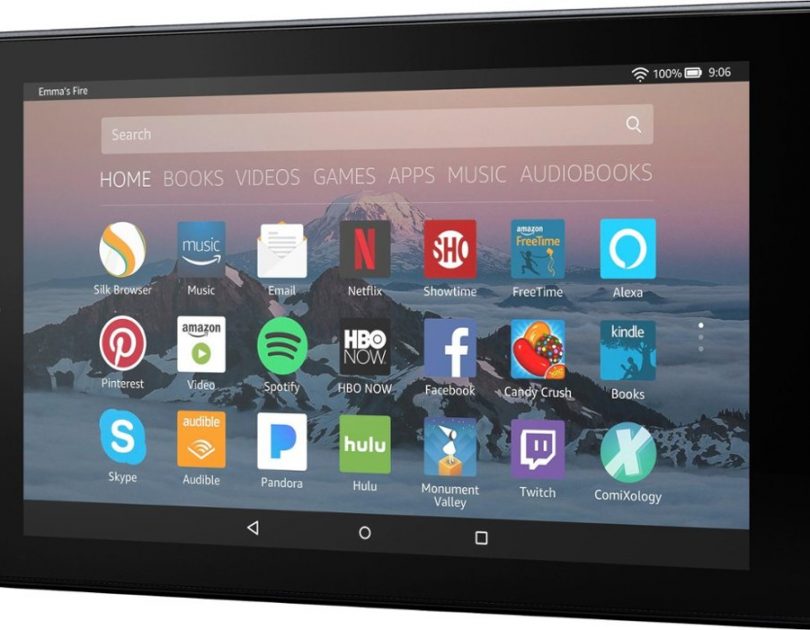 Emma's Fire
100% 9:06
Search
HOME BOOKS VIDEOS GAMES APPS MUSIC AUDIOBOOKS
music
N
SHO
amazon
FreeTime
Silk Browser Music Email Netflix Showtime FreeTime Alexa
P
amazon
HBO
NOW
f
kindle
Pinterest Video Spotify HBO NOW Facebook Candy Crush Books
S
audible
P
hulu
X
Skype Audible Pandora Hulu Monument Valley Twitch ComiXology